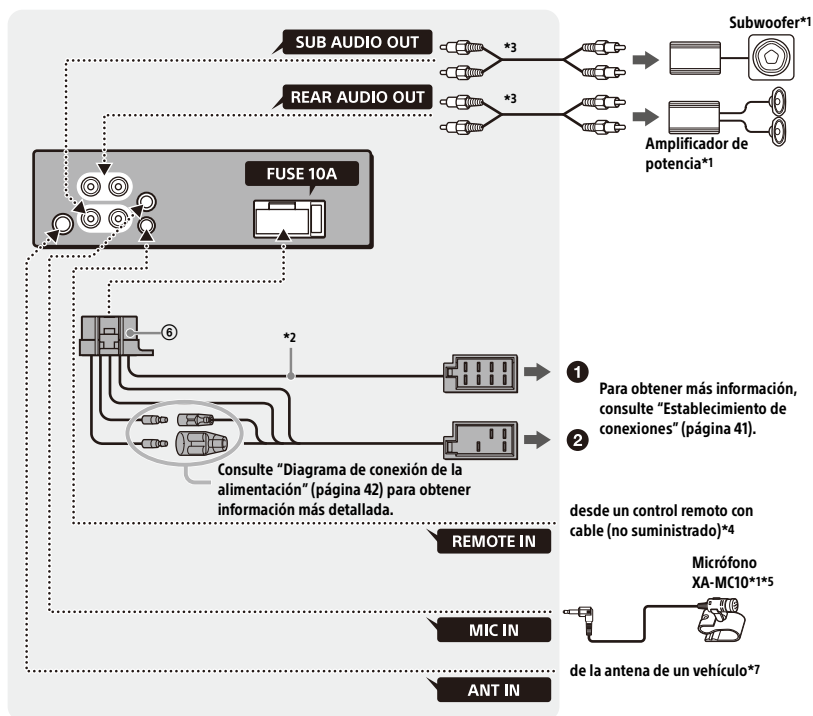 Subwoofer*1
SUB AUDIO OUT
*3
REAR AUDIO OUT
*3
Amplificador de
potencia*1
FUSE 10A
⑥
*2
❶
Para obtener más información,
consulte “Establecimiento de
conexiones” (página 41).
❷
Consulte “Diagrama de conexión de la
alimentación” (página 42) para obtener
información más detallada.
desde un control remoto con
cable (no suministrado)*4
REMOTE IN
Micrófono
XA-MC10*1*5
MIC IN
de la antena de un vehículo*7
ANT IN